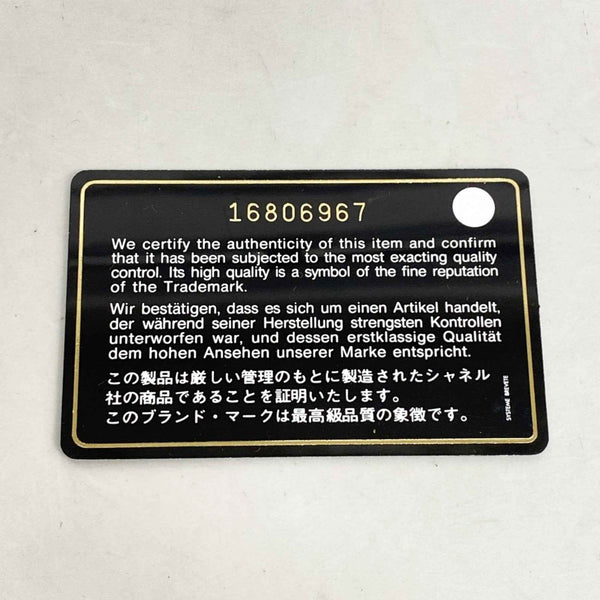 16806967
We certify the authenticity of this item and confirm
that it has been subjected to the most exacting quality
control. Its high quality is a symbol of the fine reputation
of the Trademark.
Wir bestätigen, dass es sich um einen Artikel handelt,
der während seiner Herstellung strengsten Kontrollen
unterworfen war, und dessen erstklassige Qualität
dem hohen Ansehen unserer Marke entspricht.
この製品は厳しい管理のもとに製造されたシャネル
社の商品であることを証明いたします。
このブランド・マークは最高級品質の象徴です。
SYSTEME BREVETE